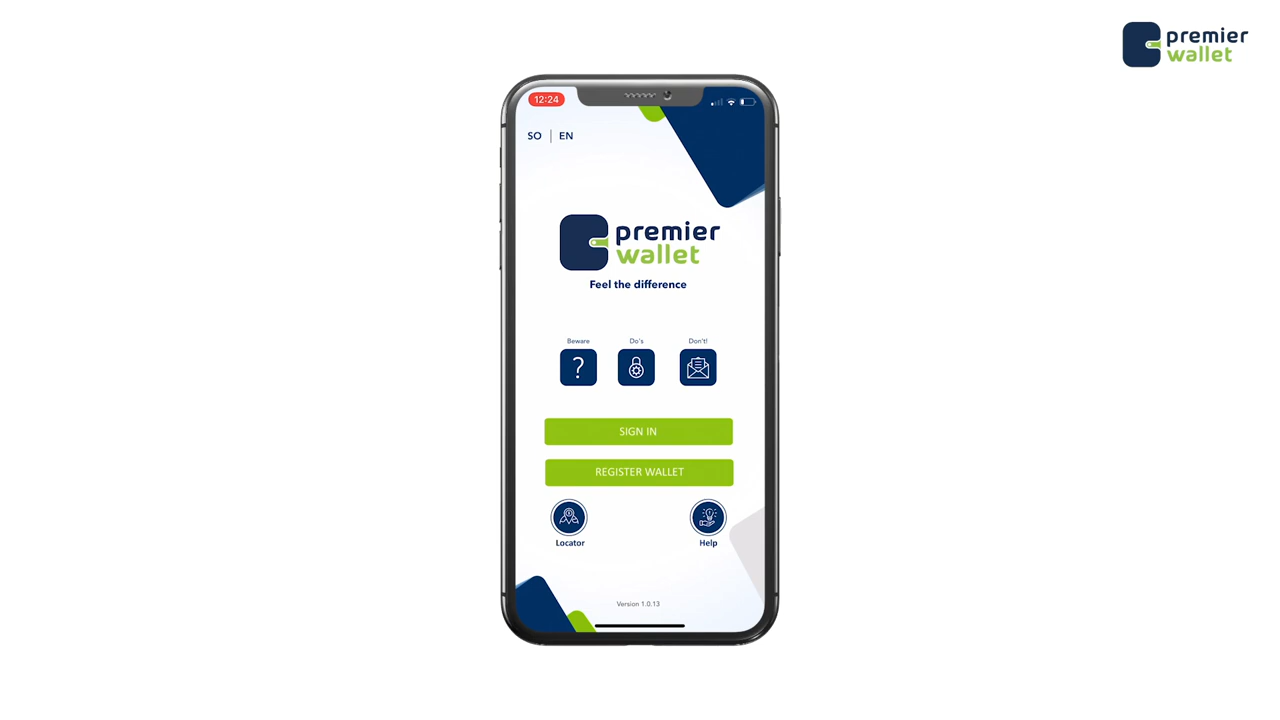 premier
wallet
12:24
SO | EN
premier
wallet
Feel the difference
Beware
Do's
Don't!
?
SIGN IN
REGISTER WALLET
Locator
Help
Version 1.0.13